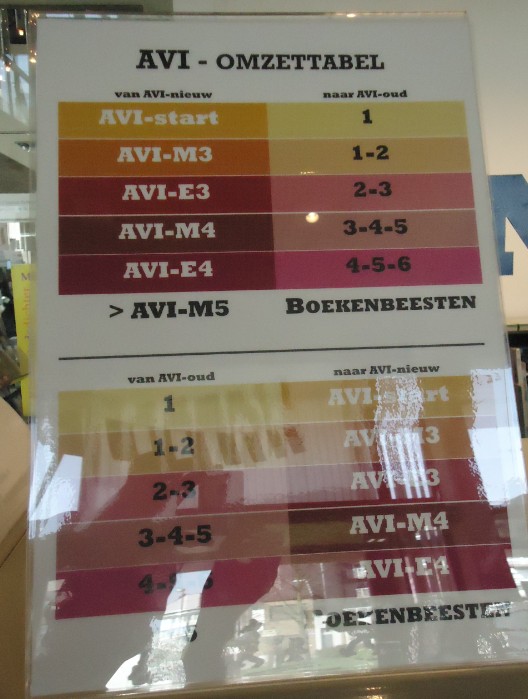 AVI - OMZETTABEL
van AVI-nieuw naar AVI-oud
AVI-start 1
AVI-M3 1-2
AVI-E3 2-3
AVI-M4 3-4-5
AVI-E4 4-5-6
> AVI-M5 BOEKENBEESTEN
van AVI-oud naar AVI-nieuw
1 AVI-start
1-2 AVI-M3
2-3 AVI-E3
3-4-5 AVI-M4
4-5-6 AVI-E4
BOEKENBEESTEN